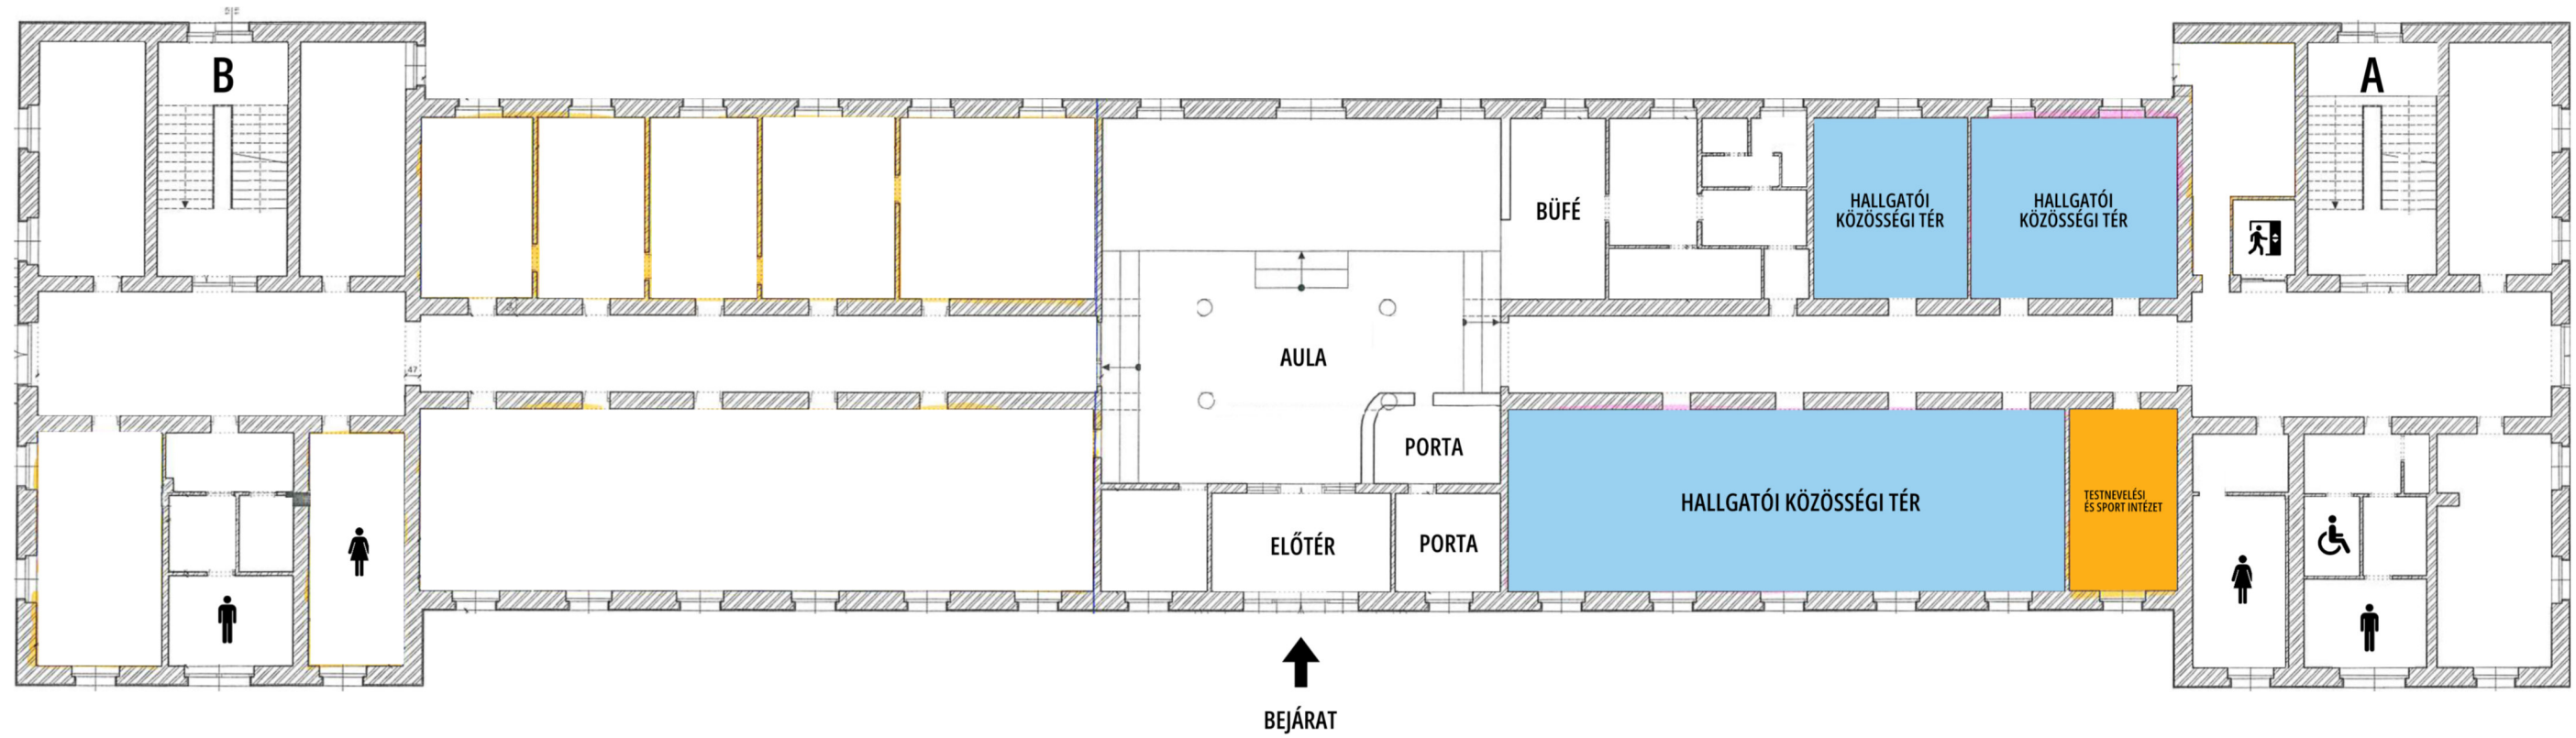 B
A
BÜFÉ
HALLGATÓI
KÖZÖSSÉGI TÉR
HALLGATÓI
KÖZÖSSÉGI TÉR
AULA
47
PORTA
HALLGATÓI KÖZÖSSÉGI TÉR
TESTNEVELÉSI
ÉS SPORT INTÉZET
ELŐTÉR
PORTA
BEJÁRAT